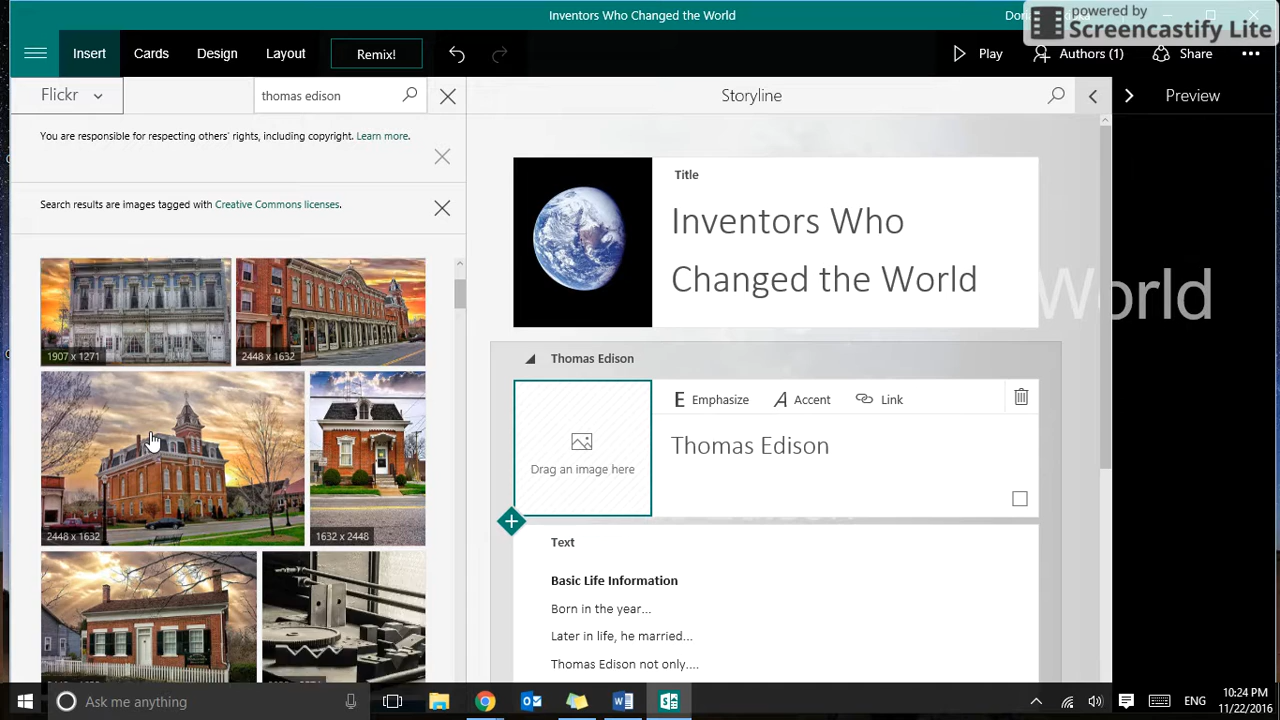 Inventors Who Changed the World
powered by
Screencastify Lite
Insert
Cards
Design
Layout
Remix!
Play
Authors (1)
Share
Flickr
thomas edison
Storyline
Preview
You are responsible for respecting others' rights, including copyright. Learn more.
Search results are images tagged with Creative Commons licenses.
1907 x 1271
2448 x 1632
2448 x 1632
1632 x 2448
Title
Inventors Who
Changed the World
World
Thomas Edison
Drag an image here
Emphasize
Accent
Link
Thomas Edison
Text
Basic Life Information
Born in the year...
Later in life, he married...
Thomas Edison not only....
Ask me anything
ENG
10:24 PM
11/22/2016